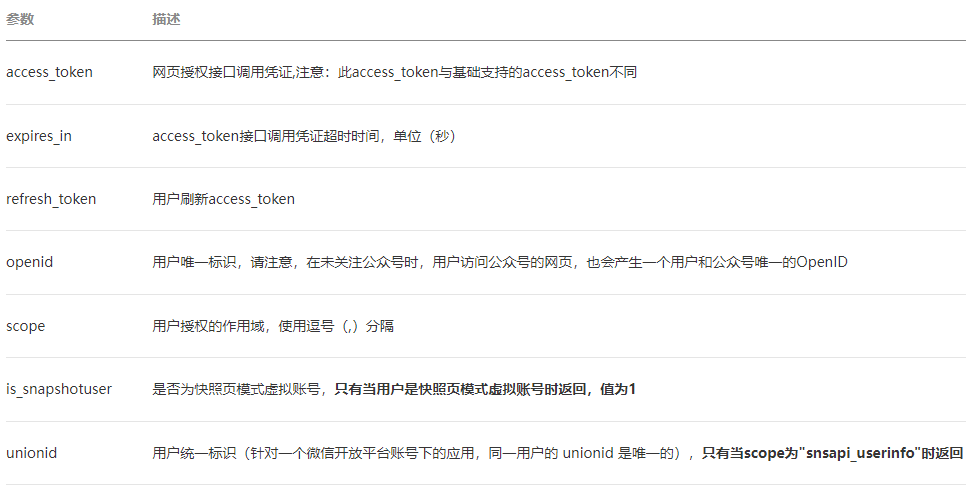 参数 描述
access_token 网页授权接口调用凭证,注意：此access_token与基础支持的access_token不同
expires_in access_token接口调用凭证超时时间，单位（秒）
refresh_token 用户刷新access_token
openid 用户唯一标识，请注意，在未关注公众号时，用户访问公众号的网页，也会产生一个用户和公众号唯一的OpenID
scope 用户授权的作用域，使用逗号（,）分隔
is_snapshotuser 是否为快照页模式虚拟账号，只有当用户是快照页模式虚拟账号时返回，值为1
unionid 用户统一标识（针对一个微信开放平台账号下的应用，同一用户的 unionid 是唯一的），只有当scope为"snsapi_userinfo"时返回